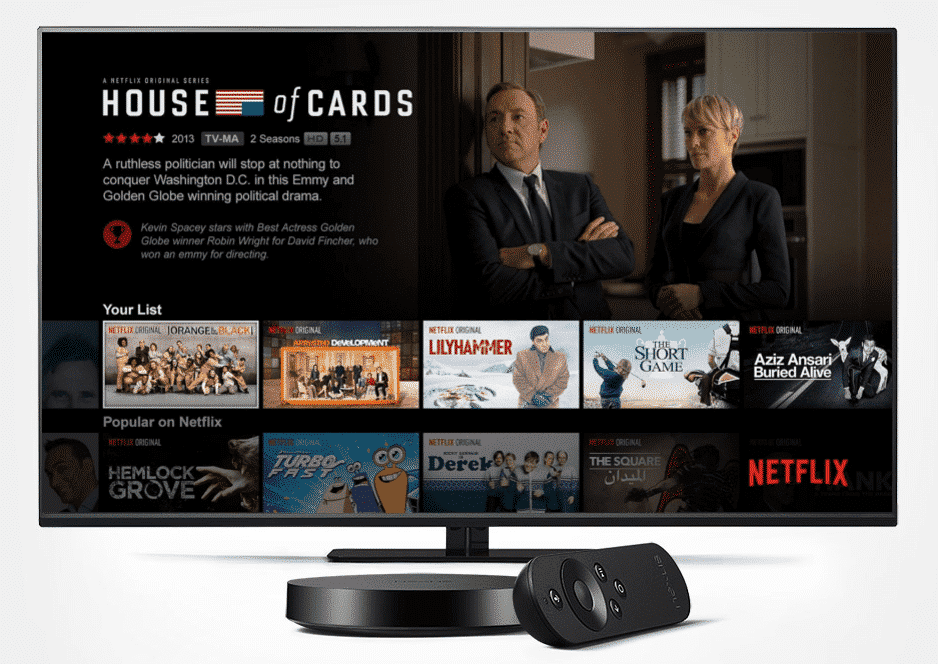 A NETFLIX ORIGINAL SERIES
HOUSE of CARDS
2013 TV-MA 2 Seasons HD 5.1
A ruthless politician will stop at nothing to
conquer Washington D.C. in this Emmy and
Golden Globe winning political drama.
Kevin Spacey stars with Best Actress Golden
Globe winner Robin Wright for David Fincher, who
won an emmy for directing.
Your List
NETFLIX ORIGINAL
ORANGE IS THE NEW BLACK
NETFLIX ORIGINAL
ARRESTED DEVELOPMENT
NETFLIX ORIGINAL
LILYHAMMER
NETFLIX ORIGINAL
THE
SHORT
GAME
NETFLIX ORIGINAL
Aziz Ansari
Buried Alive
Popular on Netflix
NETFLIX ORIGINAL
HEMLOCK
GROVE
TURBO
FAST
NETFLIX ORIGINAL
Derek
NETFLIX ORIGINAL
THE SQUARE
الميدان
NETFLIX
nexus